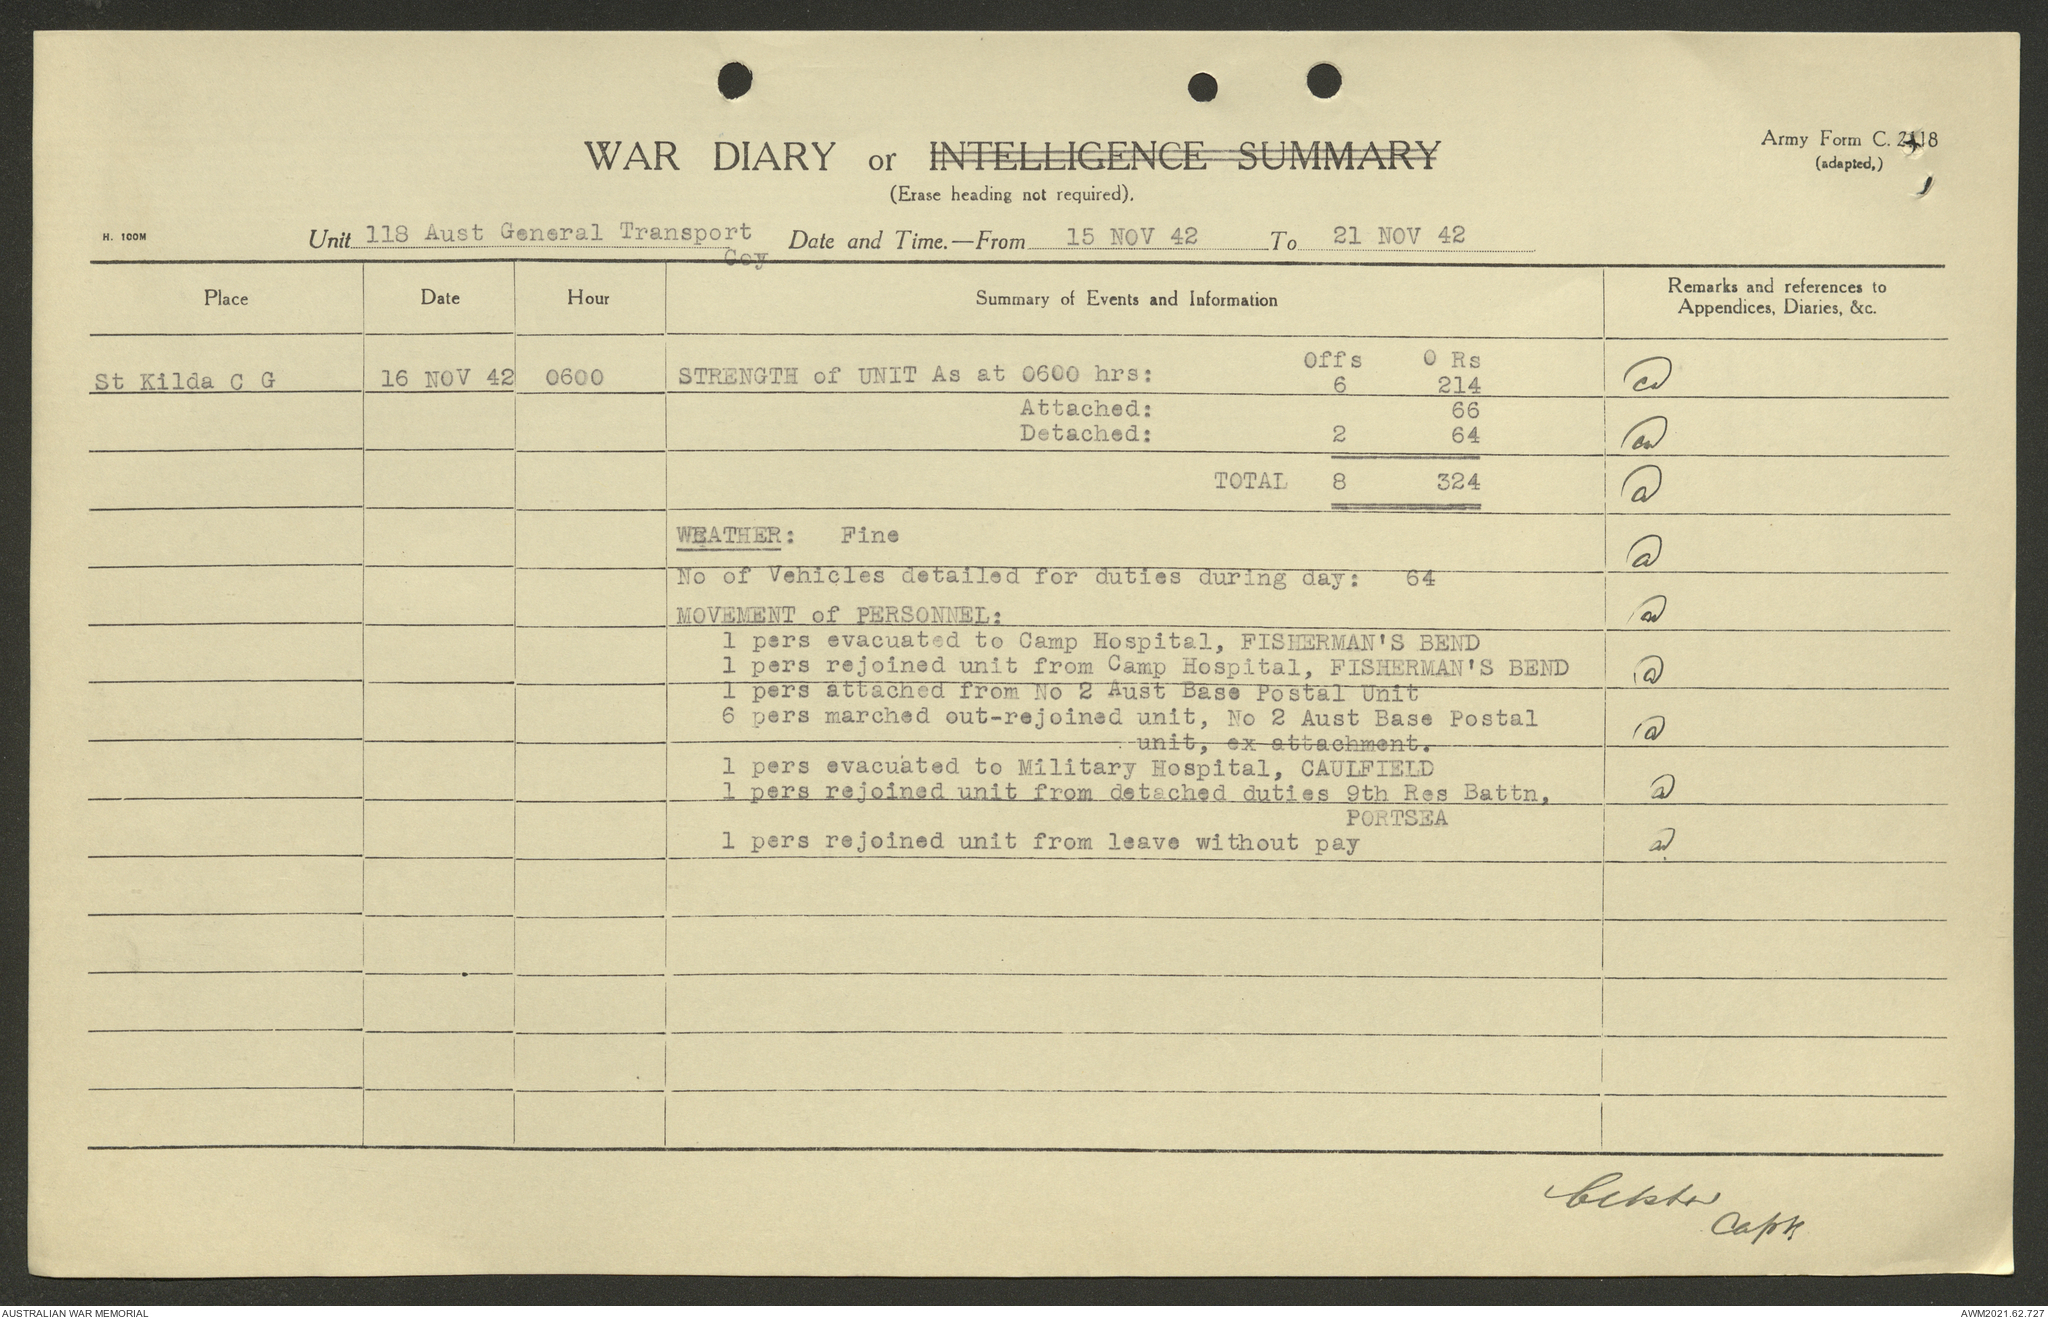 Army Form C. 2118
(adapted,)
WAR DIARY or INTELLIGENCE SUMMARY
(Erase heading not required).
H. 100M
Unit 118 Aust General Transport Coy Date and Time.—From 15 NOV 42 To 21 NOV 42
Place Date Hour Summary of Events and Information Remarks and references to Appendices, Diaries, &c.
Offs O Rs
St Kilda C G 16 NOV 42 0600 STRENGTH of UNIT As at 0600 hrs: 6 214
Attached: 66
Detached: 2 64
TOTAL 8 324
WEATHER: Fine
No of Vehicles detailed for duties during day: 64
MOVEMENT of PERSONNEL:
1 pers evacuated to Camp Hospital, FISHERMAN'S BEND
1 pers rejoined unit from Camp Hospital, FISHERMAN'S BEND
1 pers attached from No 2 Aust Base Postal Unit
6 pers marched out-rejoined unit, No 2 Aust Base Postal
unit, ex attachment.
1 pers evacuated to Military Hospital, CAULFIELD
1 pers rejoined unit from detached duties 9th Res Battn,
PORTSEA
1 pers rejoined unit from leave without pay
Capt
AUSTRALIAN WAR MEMORIAL
AWM2021.62.727